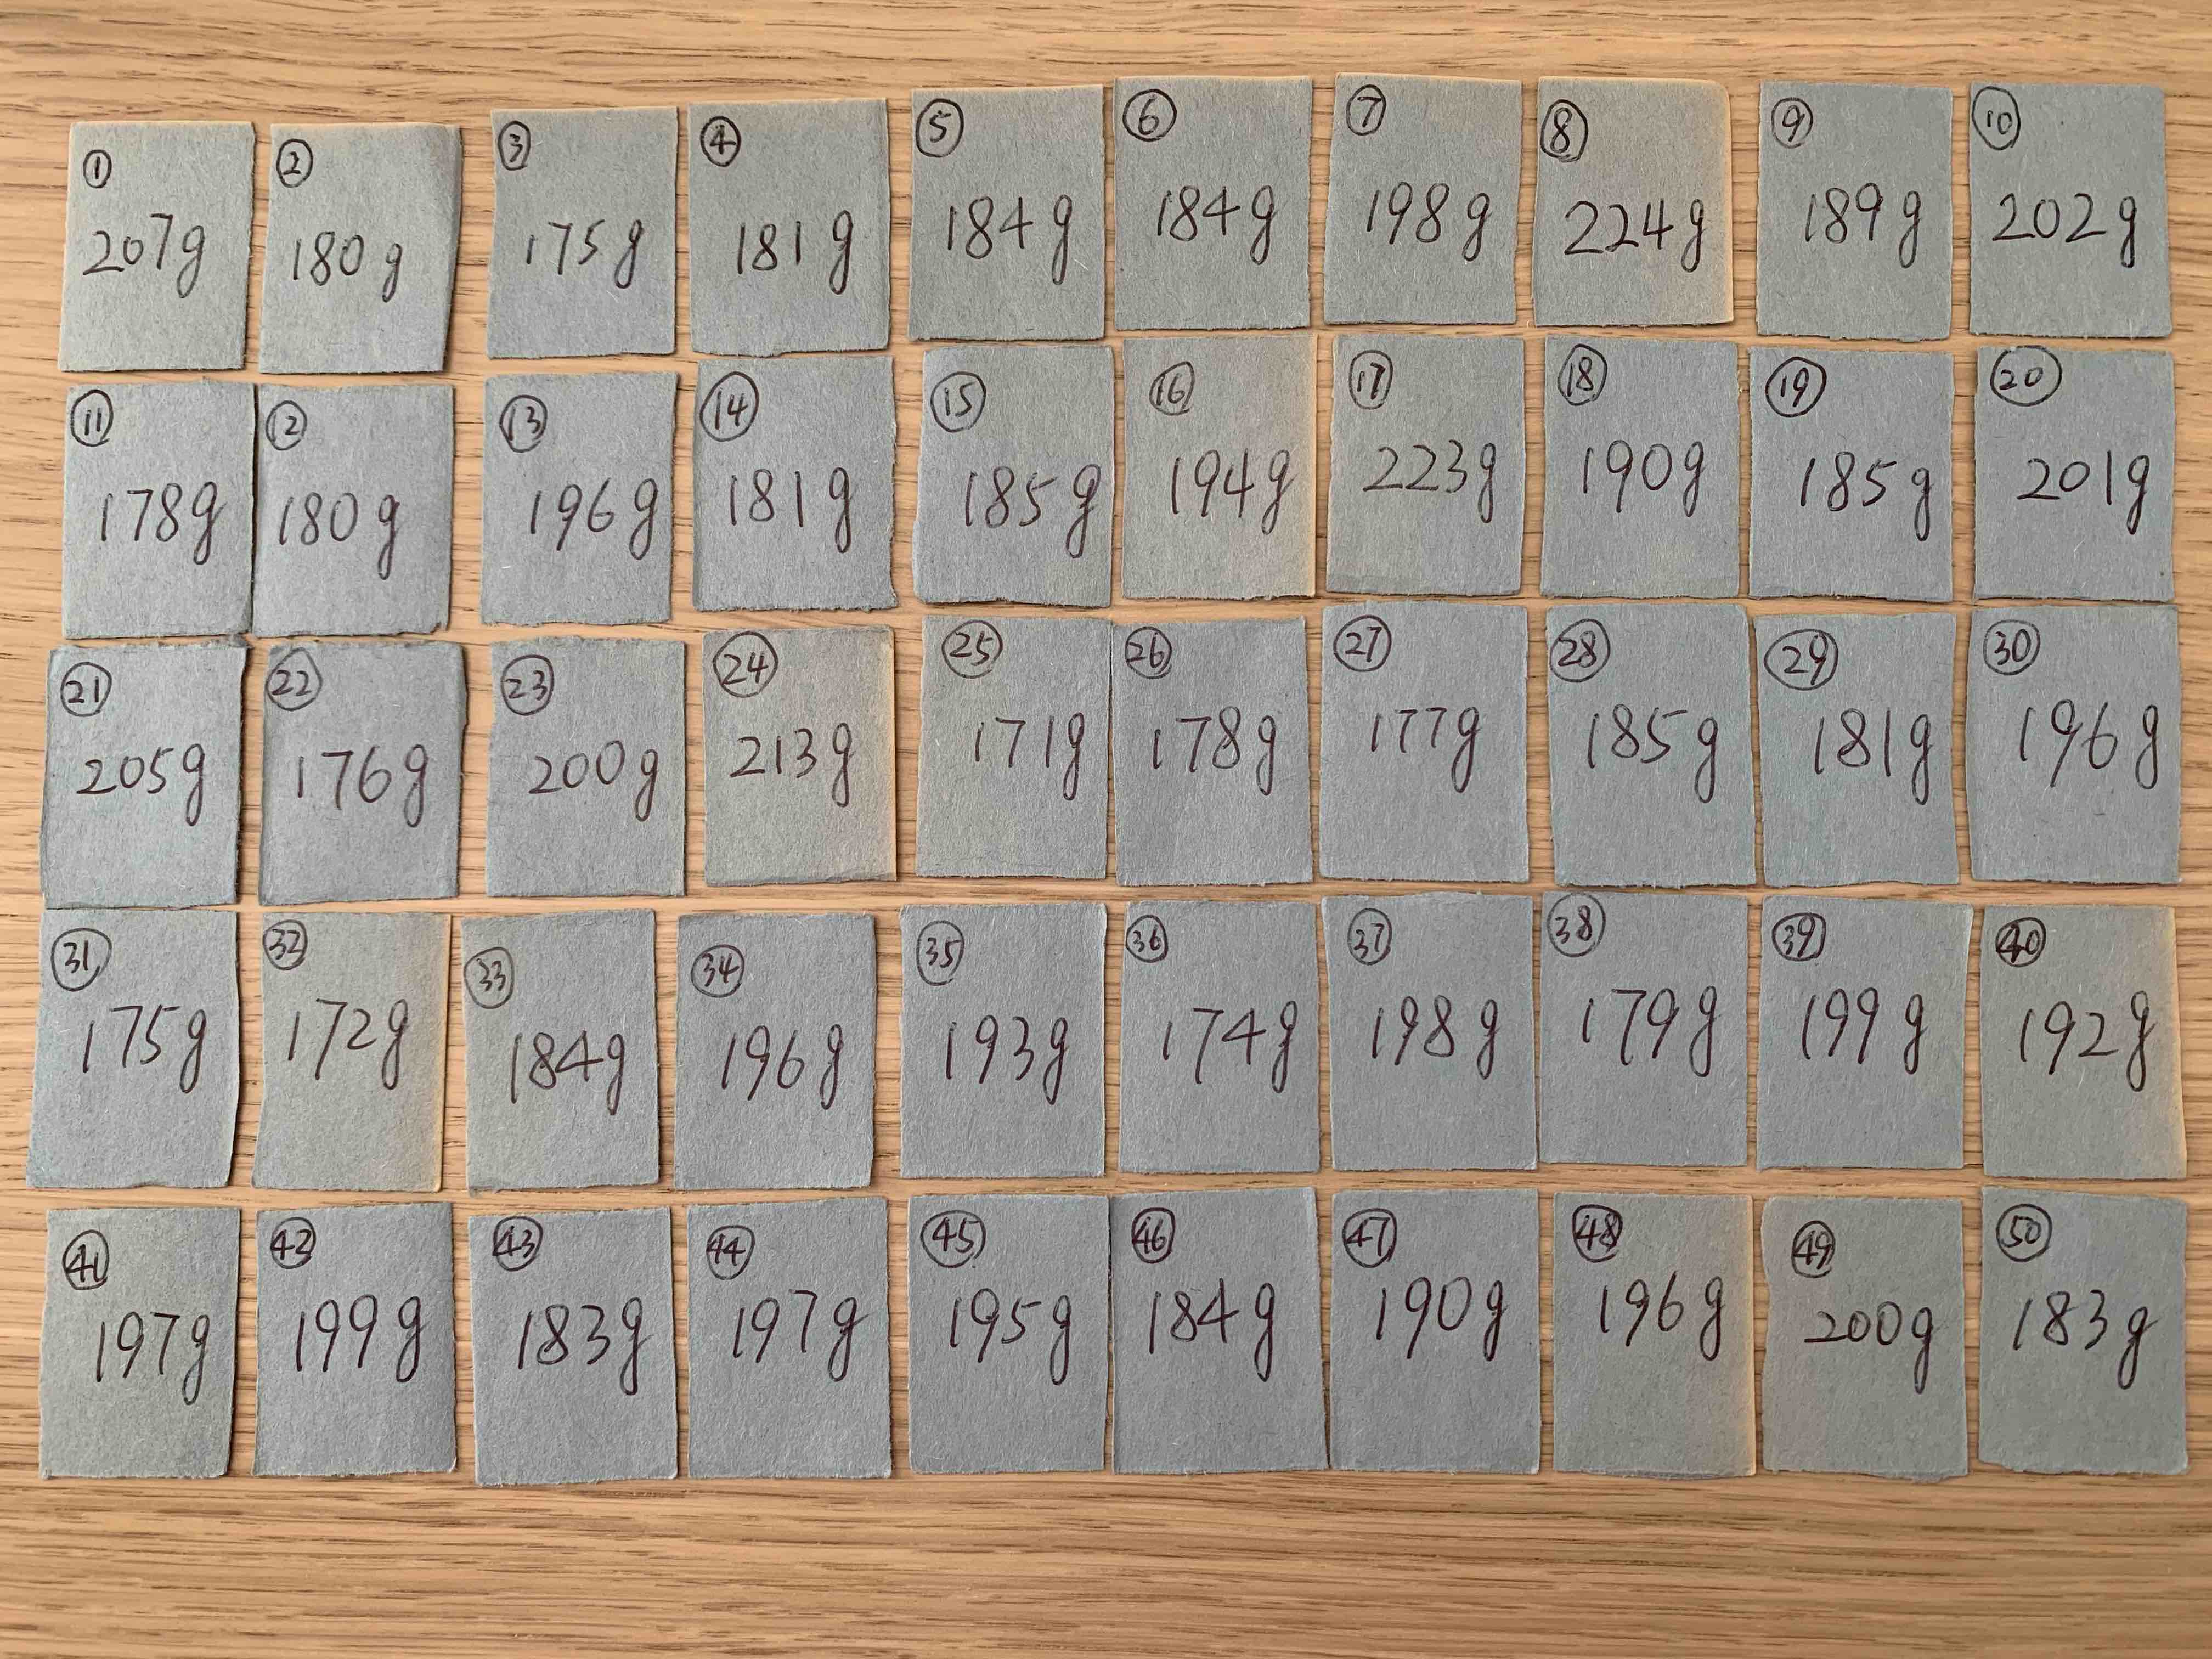 ① 207g
② 180g
③ 175g
④ 181g
⑤ 184g
⑥ 184g
⑦ 198g
⑧ 224g
⑨ 189g
⑩ 202g
⑪ 178g
⑫ 180g
⑬ 196g
⑭ 181g
⑮ 185g
⑯ 194g
⑰ 223g
⑱ 190g
⑲ 185g
⑳ 201g
㉑ 205g
㉒ 176g
㉓ 200g
㉔ 213g
㉕ 171g
㉖ 178g
㉗ 177g
㉘ 185g
㉙ 181g
㉚ 196g
㉛ 175g
㉜ 172g
㉝ 184g
㉞ 196g
㉟ 193g
㊱ 174g
㊲ 198g
㊳ 179g
㊴ 199g
㊵ 192g
㊶ 197g
㊷ 199g
㊸ 183g
㊹ 197g
㊺ 195g
㊻ 184g
㊼ 190g
㊽ 196g
㊾ 200g
㊿ 183g